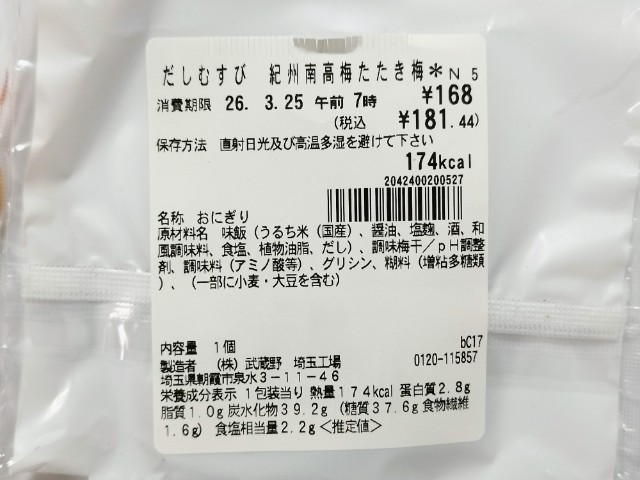 だしむすび 紀州南高梅たたき梅*N 5
消費期限 26. 3.25 午前 7時 ¥168
(税込 ¥181.44)
保存方法 直射日光及び高温多湿を避けて下さい
174kcal
2042400200527
名称 おにぎり
原材料名 味飯(うるち米(国産)、醤油、塩麹、酒、和
風調味料、食塩、植物油脂、だし)、調味梅干/pH調整
剤、調味料(アミノ酸等)、グリシン、糊料(増粘多糖類
)、(一部に小麦・大豆を含む)
内容量 1個 bC17
製造者 (株)武蔵野 埼玉工場 0120-115857
埼玉県朝霞市泉水3-11-46
栄養成分表示 1包装当り 熱量174kcal 蛋白質2.8g
脂質1.0g 炭水化物39.2g (糖質37.6g 食物繊維
1.6g) 食塩相当量2.2g<推定値>